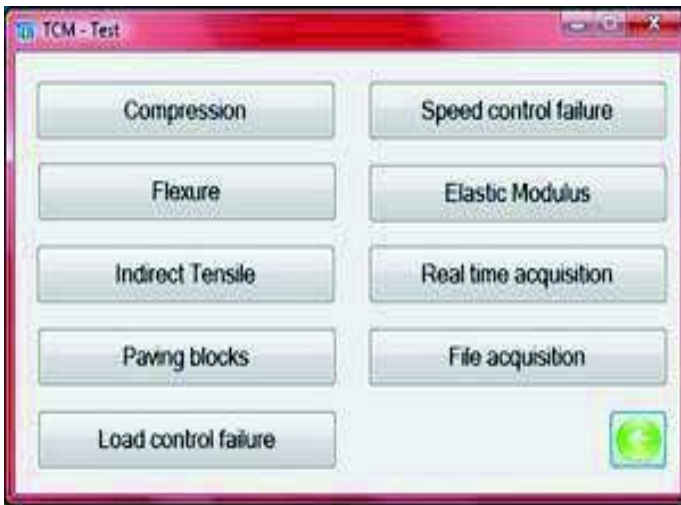 TCM - Test
Compression
Speed control failure
Flexure
Elastic Modulus
Indirect Tensile
Real time acquisition
Paving blocks
File acquisition
Load control failure